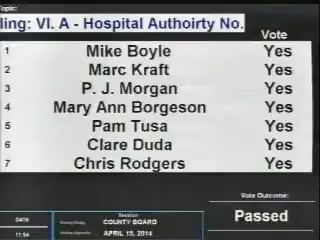 Topic:
ling: VI. A - Hospital Authoirty No.
Vote
1 Mike Boyle Yes
2 Marc Kraft Yes
3 P. J. Morgan Yes
4 Mary Ann Borgeson Yes
5 Pam Tusa Yes
6 Clare Duda Yes
7 Chris Rodgers Yes
Vote Outcome:
Passed
Session
COUNTY BOARD
APRIL 15, 2014
11:54